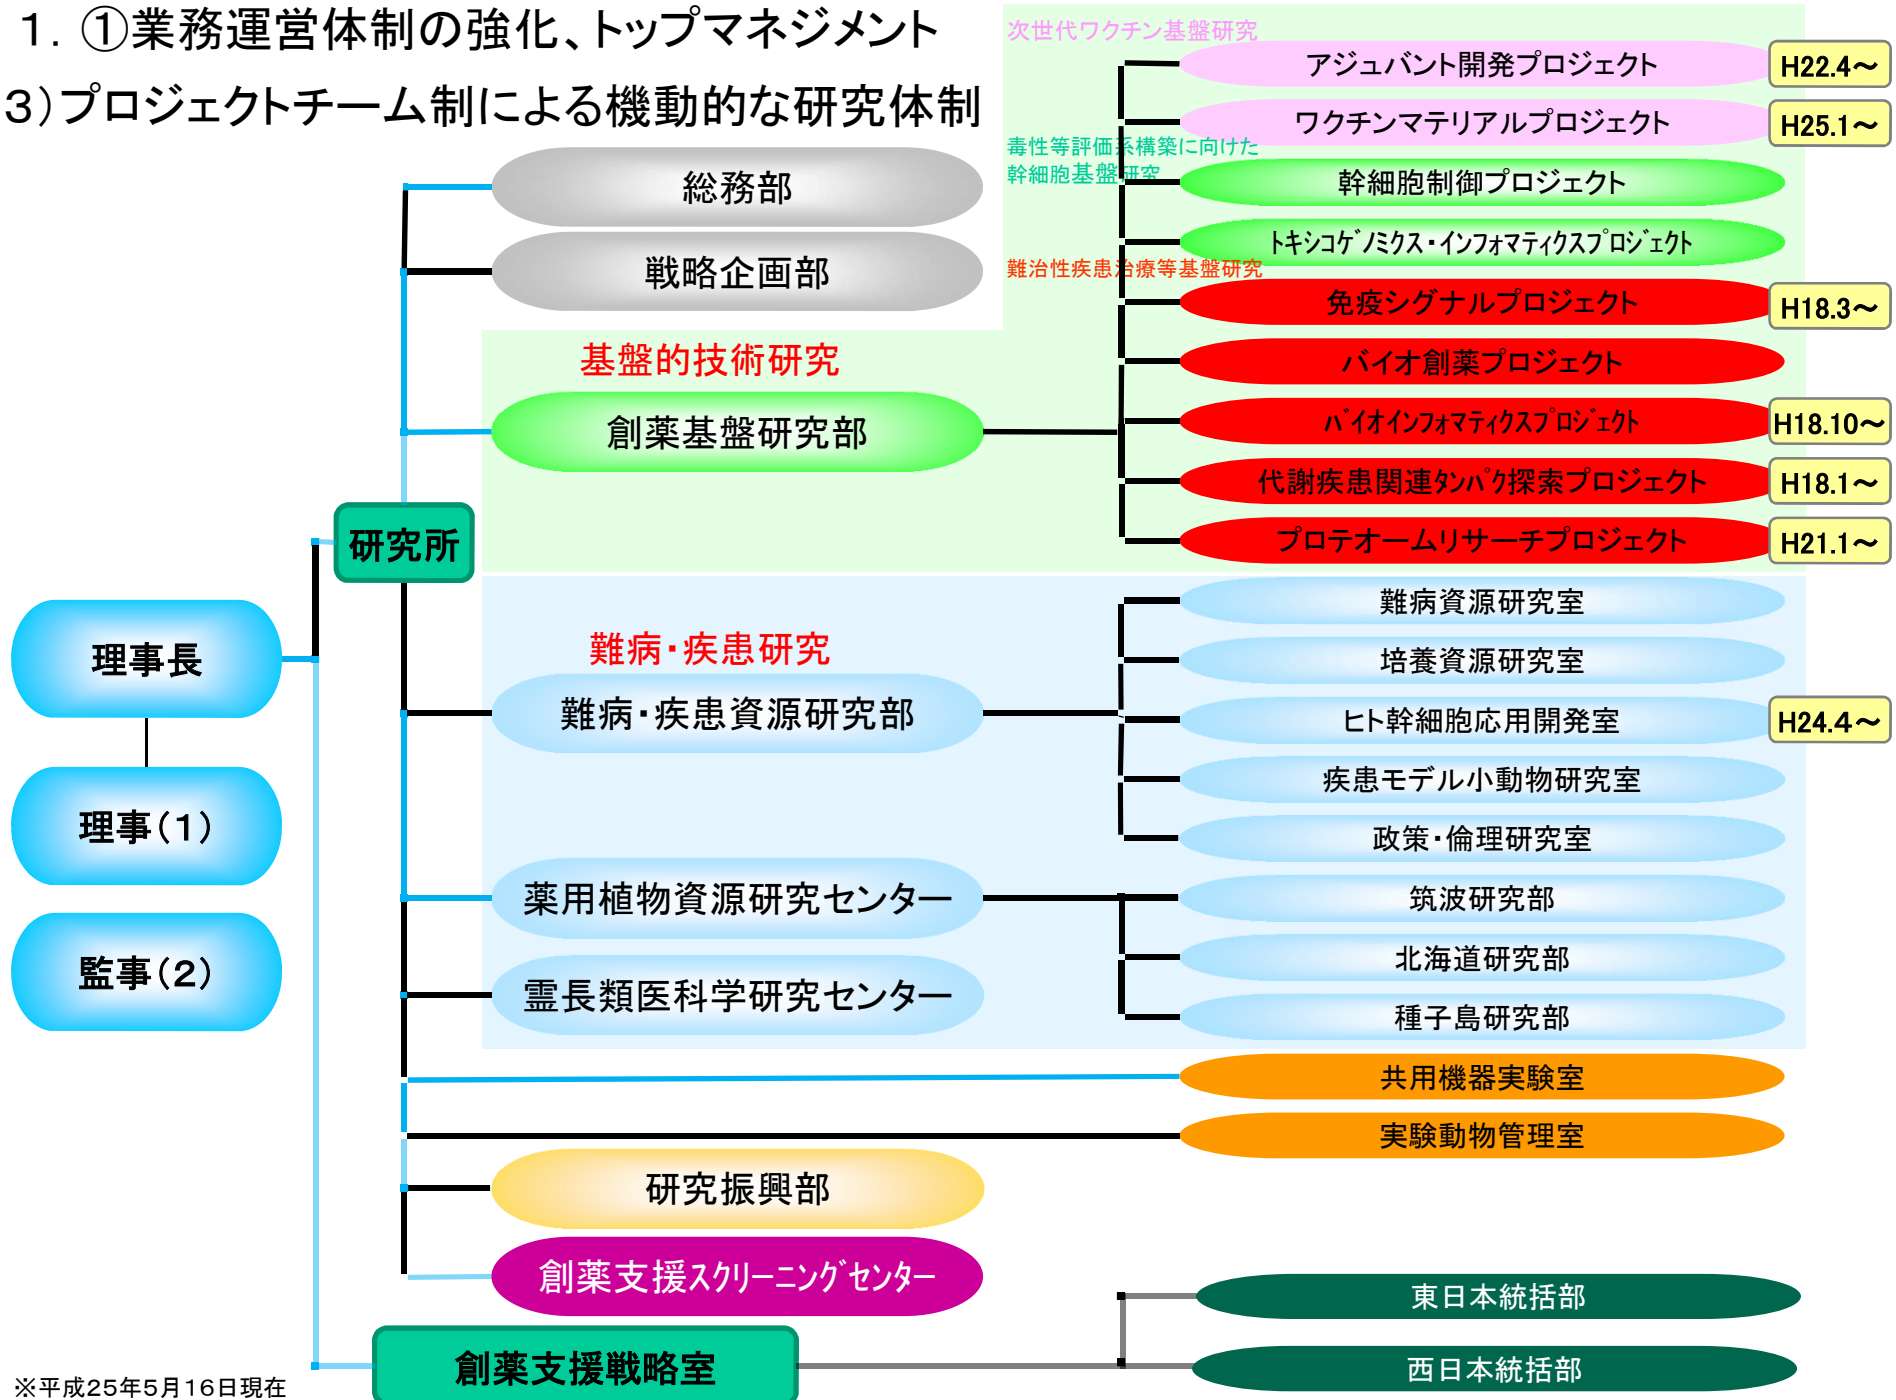 １．①業務運営体制の強化、トップマネジメント
３）プロジェクトチーム制による機動的な研究体制
次世代ワクチン基盤研究
アジュバント開発プロジェクト
H22.4～
ワクチンマテリアルプロジェクト
H25.1～
毒性等評価系構築に向けた
幹細胞基盤研究
幹細胞制御プロジェクト
トキシコゲノミクス・インフォマティクスプロジェクト
難治性疾患治療等基盤研究
免疫シグナルプロジェクト
H18.3～
バイオ創薬プロジェクト
バイオインフォマティクスプロジェクト
H18.10～
代謝疾患関連タンパク探索プロジェクト
H18.1～
プロテオームリサーチプロジェクト
H21.1～
総務部
戦略企画部
基盤的技術研究
創薬基盤研究部
研究所
理事長
理事（１）
監事（２）
難病・疾患研究
難病・疾患資源研究部
難病資源研究室
培養資源研究室
ヒト幹細胞応用開発室
H24.4～
疾患モデル小動物研究室
政策・倫理研究室
薬用植物資源研究センター
筑波研究部
北海道研究部
種子島研究部
霊長類医科学研究センター
共用機器実験室
実験動物管理室
研究振興部
創薬支援スクリーニングセンター
創薬支援戦略室
東日本統括部
西日本統括部
※平成２５年５月１６日現在